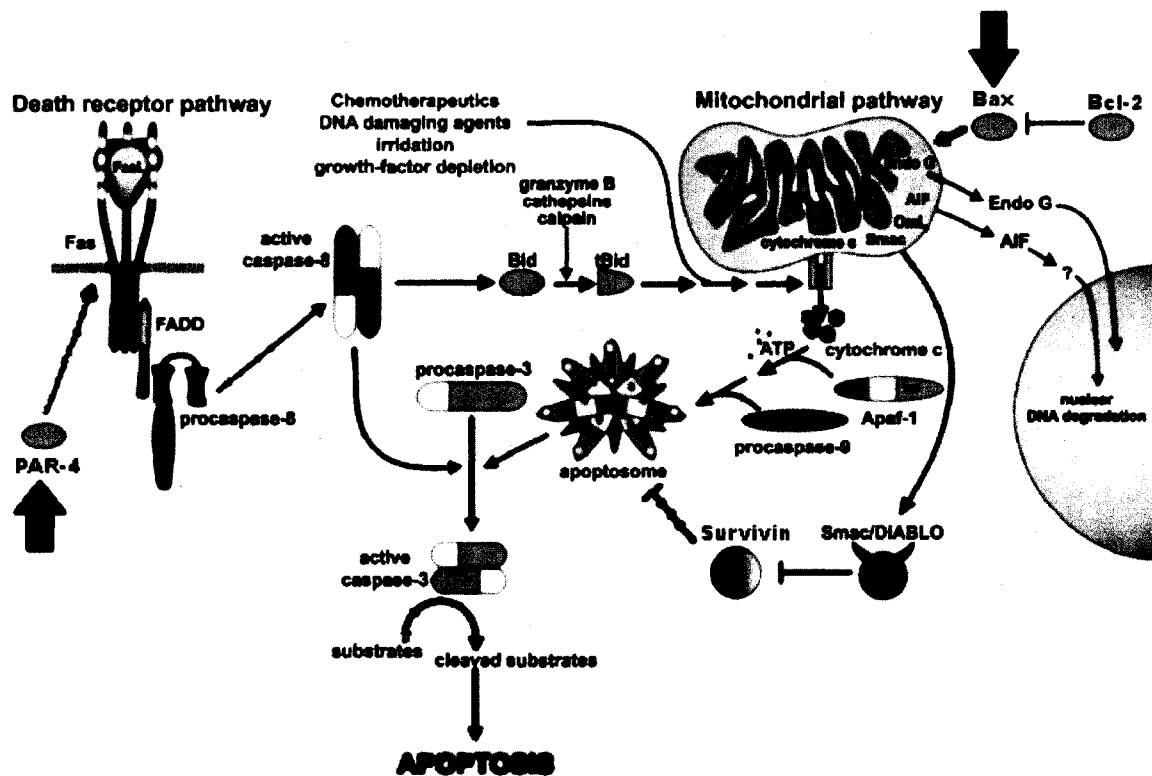 Death receptor pathway
Chemotherapeutics
DNA damaging agents
irridation
growth-factor depletion
Mitochondrial pathway
Bax
Bcl-2
FasL
Fas
FADD
procaspase-8
PAR-4
active
caspase-8
granzyme B
cathepsins
calpain
Bid
tBid
Endo G
AIF
cytochrome c
Smac
Endo G
AIF
?
nuclear
DNA degradation
ATP
cytochrome c
Apaf-1
procaspase-9
procaspase-3
apoptosome
Survivin
Smac/DIABLO
active
caspase-3
substrates
cleaved substrates
APOPTOSIS